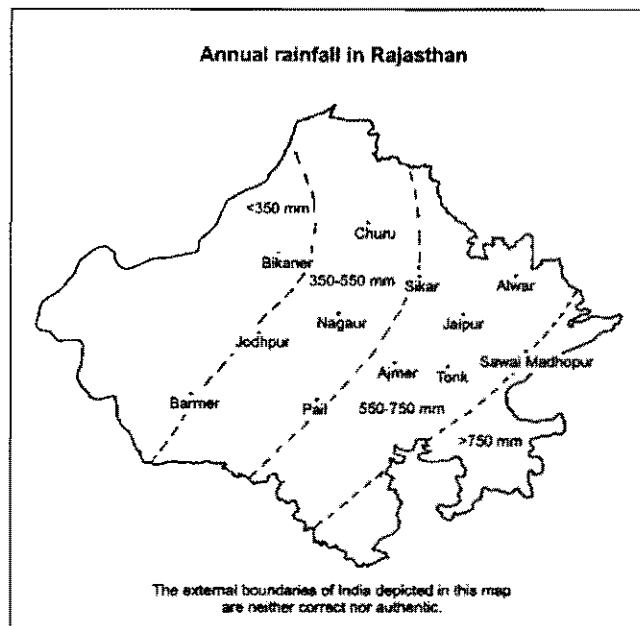 Annual rainfall in Rajasthan
<350 mm
Churu
Bikaner
350-550 mm
Sikar
Alwar
Nagaur
Jaipur
Jodhpur
Sawai Madhopur
Ajmer
Tonk
Barmer
Pail
550-750 mm
>750 mm
The external boundaries of India depicted in this map
are neither correct nor authentic.